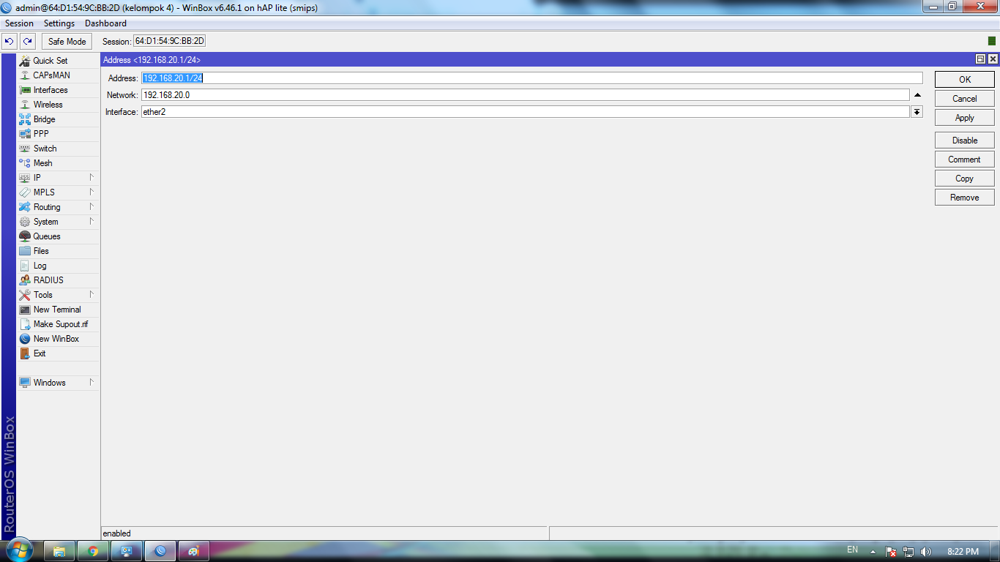 admin@64:D1:54:9C:BB:2D (kelompok 4) - WinBox v6.46.1 on hAP lite (smips)
Session Settings Dashboard
Safe Mode Session: 64:D1:54:9C:BB:2D
Address <192.168.20.1/24>
Address: 192.168.20.1/24
Network: 192.168.20.0
Interface: ether2
OK
Cancel
Apply
Disable
Comment
Copy
Remove
Quick Set
CAPsMAN
Interfaces
Wireless
Bridge
PPP
Switch
Mesh
255
IP
MPLS
Routing
System
Queues
Files
Log
RADIUS
Tools
New Terminal
Make Supout.rif
New WinBox
Exit
Windows
RouterOS WinBox
enabled
EN
8:22 PM